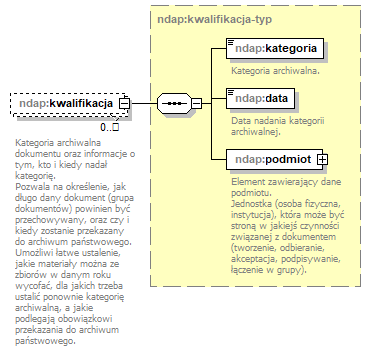 ndap:kwalifikacja-typ
ndap:kategoria
Kategoria archiwalna.
ndap:kwalifikacja
0..□
ndap:data
Data nadania kategorii
archiwalnej.
ndap:podmiot
Element zawierający dane
podmiotu.
Jednostka (osoba fizyczna,
instytucja), która może być
stroną w jakiejś czynności
związanej z dokumentem
(tworzenie, odbieranie,
akceptacja, podpisywanie,
łączenie w grupy).
Kategoria archiwalna
dokumentu oraz informacje o
tym, kto i kiedy nadał
kategorię.
Pozwala na określenie, jak
długo dany dokument (grupa
dokumentów) powinien być
przechowywany, oraz czy i
kiedy zostanie przekazany
do archiwum państwowego.
Umożliwi łatwe ustalenie,
jakie materiały można ze
zbiorów w danym roku
wycofać, dla jakich trzeba
ustalić ponownie kategorię
archiwalną, a jakie
podlegają obowiązkowi
przekazania do archiwum
państwowego.